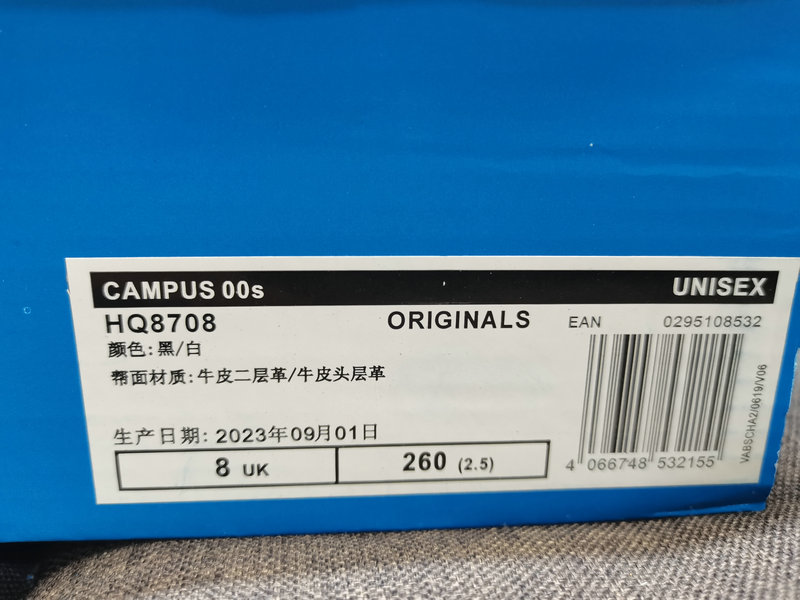 CAMPUS 00s UNISEX
HQ8708 ORIGINALS EAN 0295108532
颜色:黑/白
帮面材质:牛皮二层革/牛皮头层革
生产日期: 2023年09月01日
8 UK 260 (2.5)
4 066748 532155
VABSCHA2/0619/V06